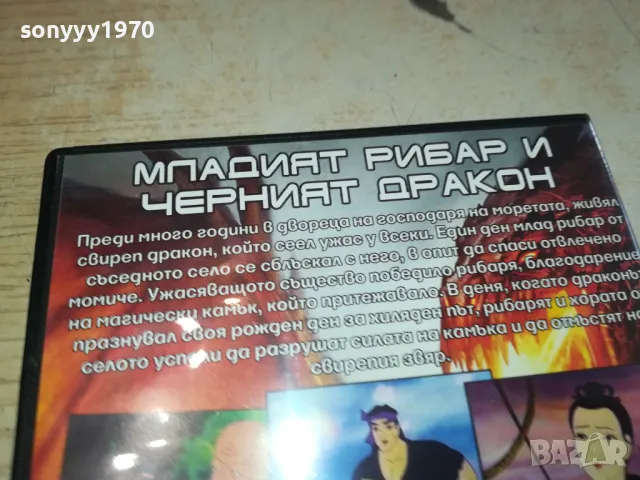 sonyyy1970
МЛАДИЯТ РИБАР И
ЧЕРНИЯТ ДРАКОН
Преди много години в двореца на господаря на моретата, живял
свиреп дракон, който сеел ужас у всеки. Един ден млад рибар от
съседното село се сблъскал с него, в опит да спаси отвлечено
момиче. Ужасяващото същество победило рибаря, благодарение
на магически камък, който притежавало. В деня, когато драконът
празнувал своя рожден ден за хиляден път, рибарят и хората о
селото успели да разрушат силата на камъка и да отмъстят на
свирепия звяр.
BAZAR